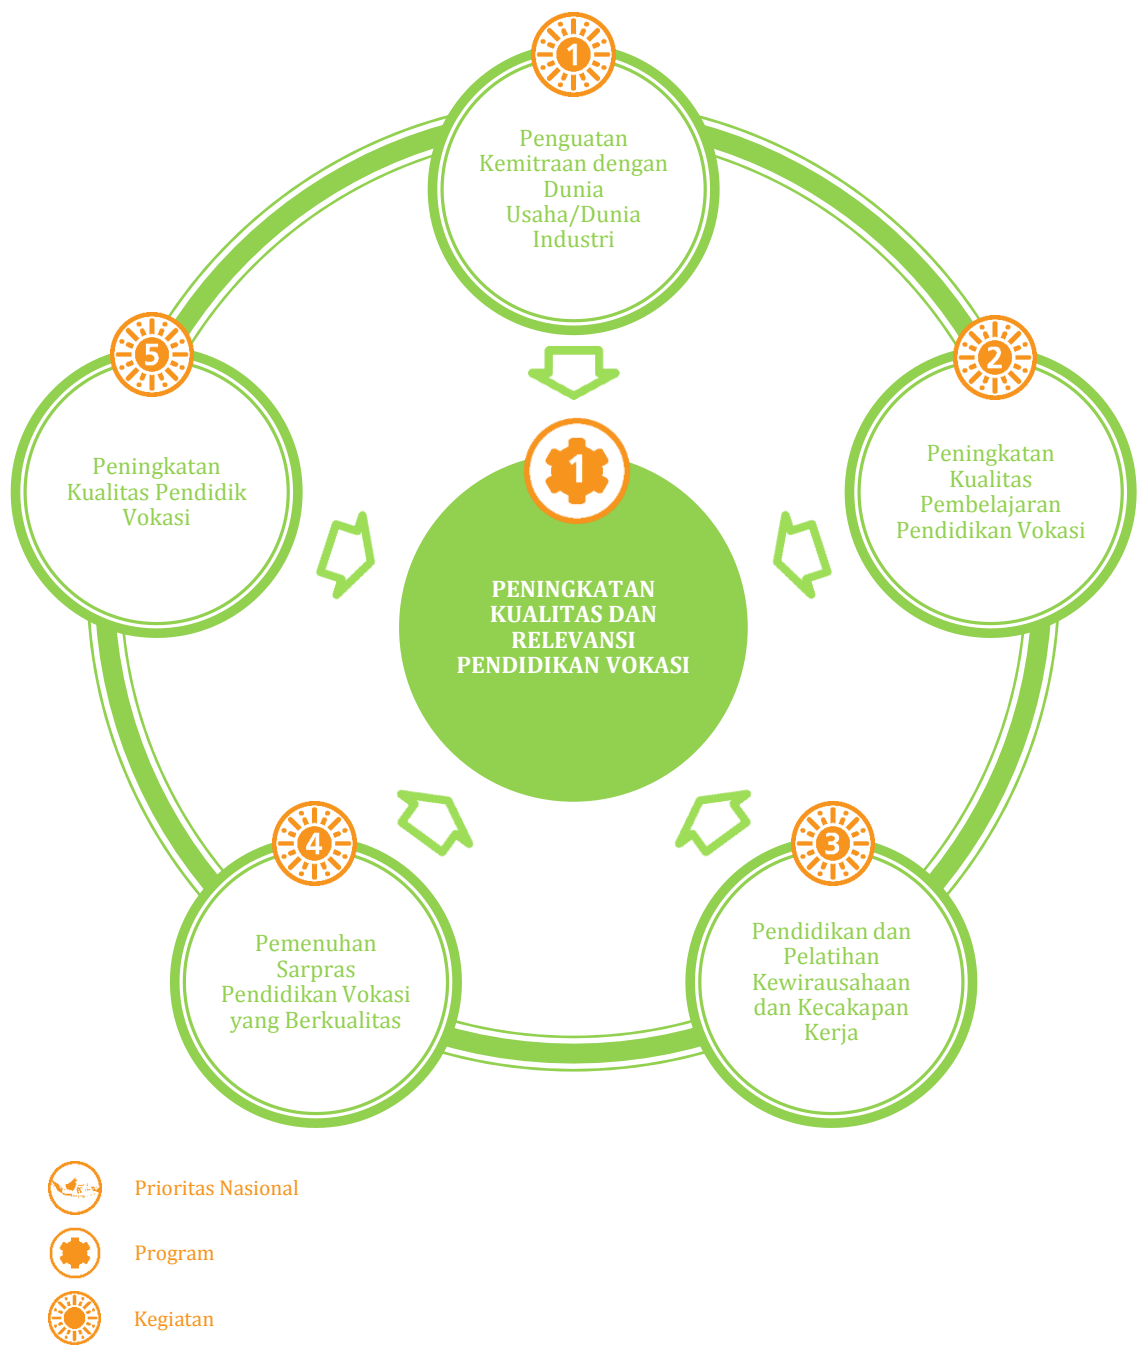 1
Penguatan
Kemitraan dengan
Dunia
Usaha/Dunia
Industri
2
Peningkatan
Kualitas
Pembelajaran
Pendidikan Vokasi
3
Pendidikan dan
Pelatihan
Kewirausahaan
dan Kecakapan
Kerja
4
Pemenuhan
Sarpras
Pendidikan Vokasi
yang Berkualitas
5
Peningkatan
Kualitas Pendidik
Vokasi
1
PENINGKATAN
KUALITAS DAN
RELEVANSI
PENDIDIKAN VOKASI
Prioritas Nasional
Program
Kegiatan